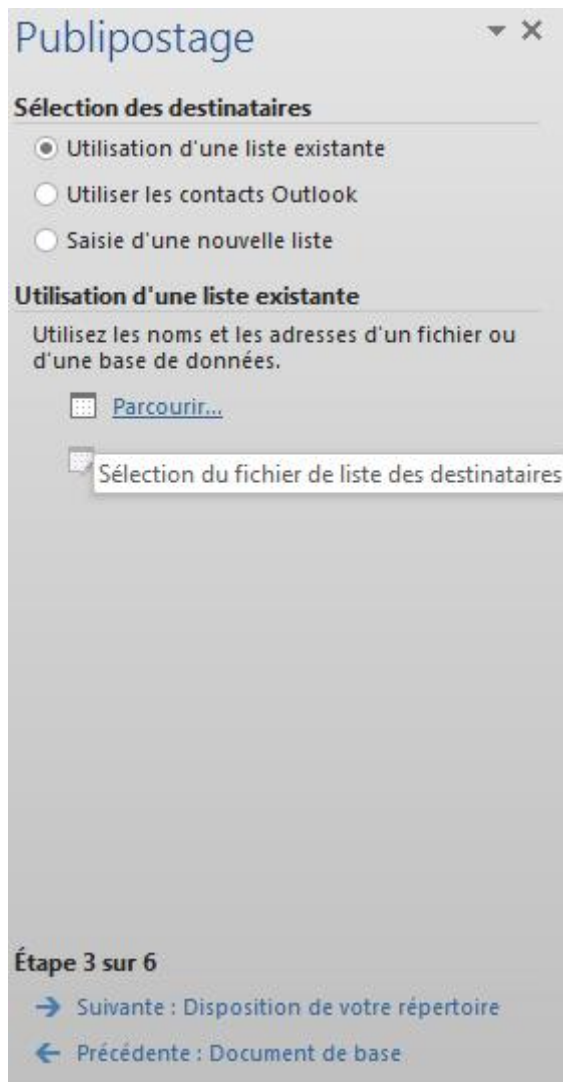 Publipostage
Sélection des destinataires
Utilisation d'une liste existante
Utiliser les contacts Outlook
Saisie d'une nouvelle liste
Utilisation d'une liste existante
Utilisez les noms et les adresses d'un fichier ou
d'une base de données.
Parcourir...
Sélection du fichier de liste des destinataires
Étape 3 sur 6
Suivante : Disposition de votre répertoire
Précédente : Document de base